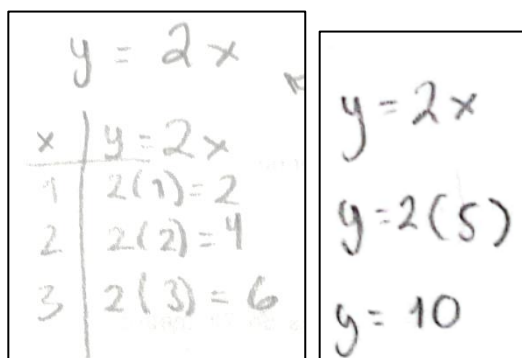 y = 2x
x | y = 2x
1 | 2(1) = 2
2 | 2(2) = 4
3 | 2(3) = 6
y = 2x
y = 2(5)
y = 10